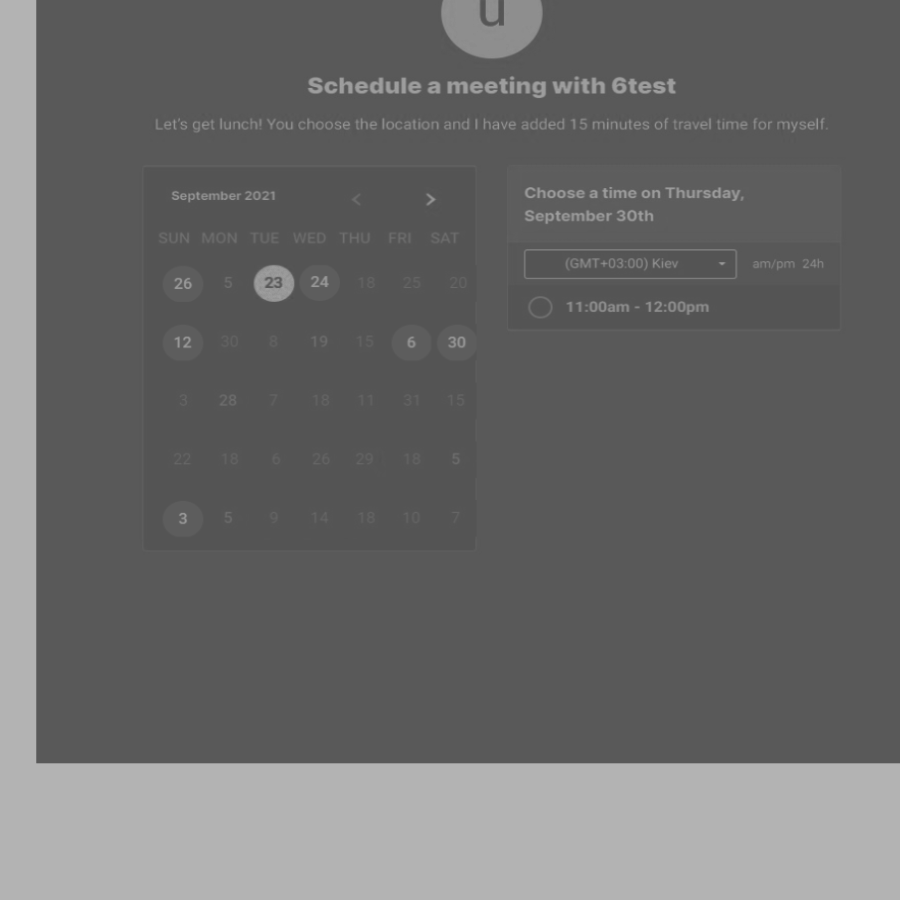 u
Schedule a meeting with 6test
Let's get lunch! You choose the location and I have added 15 minutes of travel time for myself.
September 2021 < >
SUN MON TUE WED THU FRI SAT
26 5 23 24 18 25 20
12 30 8 19 15 6 30
3 28 7 18 11 31 15
22 18 6 26 29 18 5
3 5 9 14 18 10 7
Choose a time on Thursday,
September 30th
(GMT+03:00) Kiev am/pm 24h
11:00am - 12:00pm